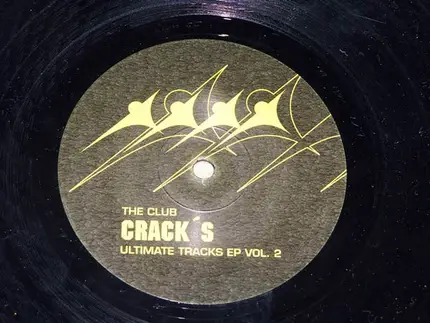 THE CLUB
CRACK´S
ULTIMATE TRACKS EP VOL. 2